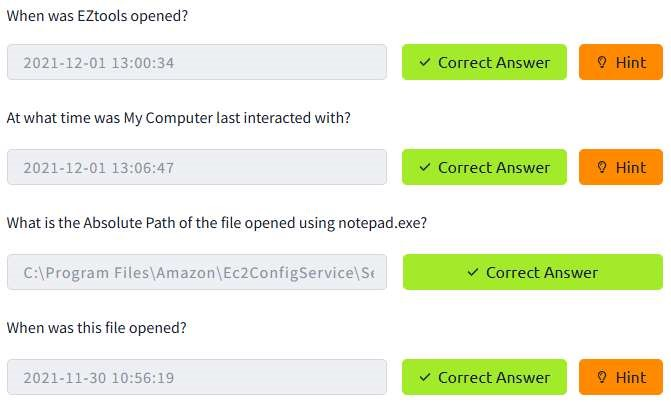 When was EZtools opened?
2021-12-01 13:00:34 ✓ Correct Answer Hint
At what time was My Computer last interacted with?
2021-12-01 13:06:47 ✓ Correct Answer Hint
What is the Absolute Path of the file opened using notepad.exe?
C:\Program Files\Amazon\Ec2ConfigService\Se ✓ Correct Answer
When was this file opened?
2021-11-30 10:56:19 ✓ Correct Answer Hint